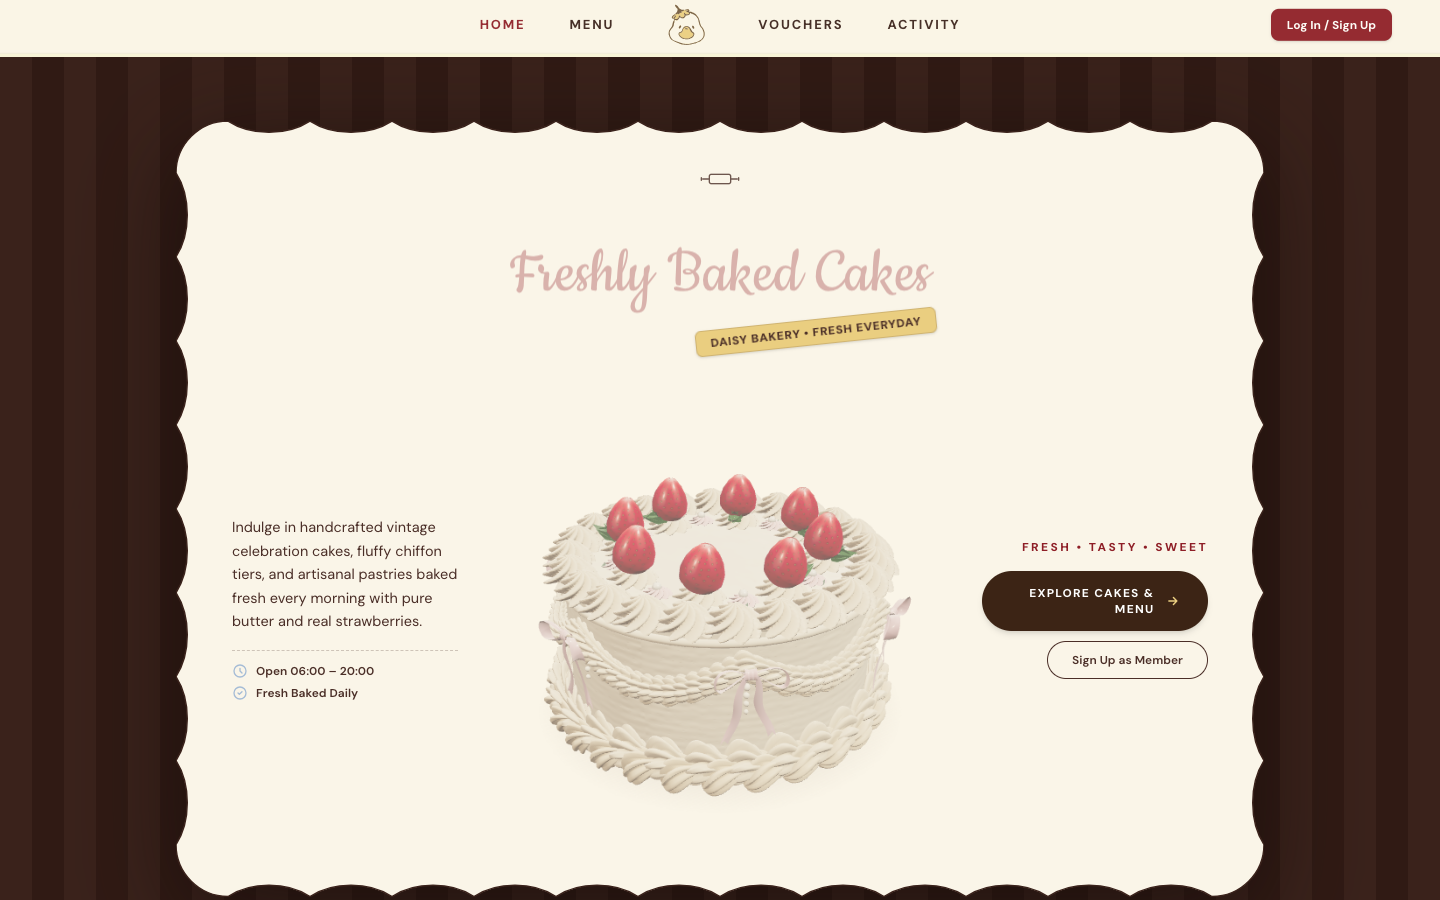 HOME
MENU
VOUCHERS
ACTIVITY
Log In / Sign Up
Freshly Baked Cakes
DAISY BAKERY • FRESH EVERYDAY
Indulge in handcrafted vintage
celebration cakes, fluffy chiffon
tiers, and artisanal pastries baked
fresh every morning with pure
butter and real strawberries.
Open 06:00 – 20:00
Fresh Baked Daily
FRESH • TASTY • SWEET
EXPLORE CAKES &
MENU
Sign Up as Member